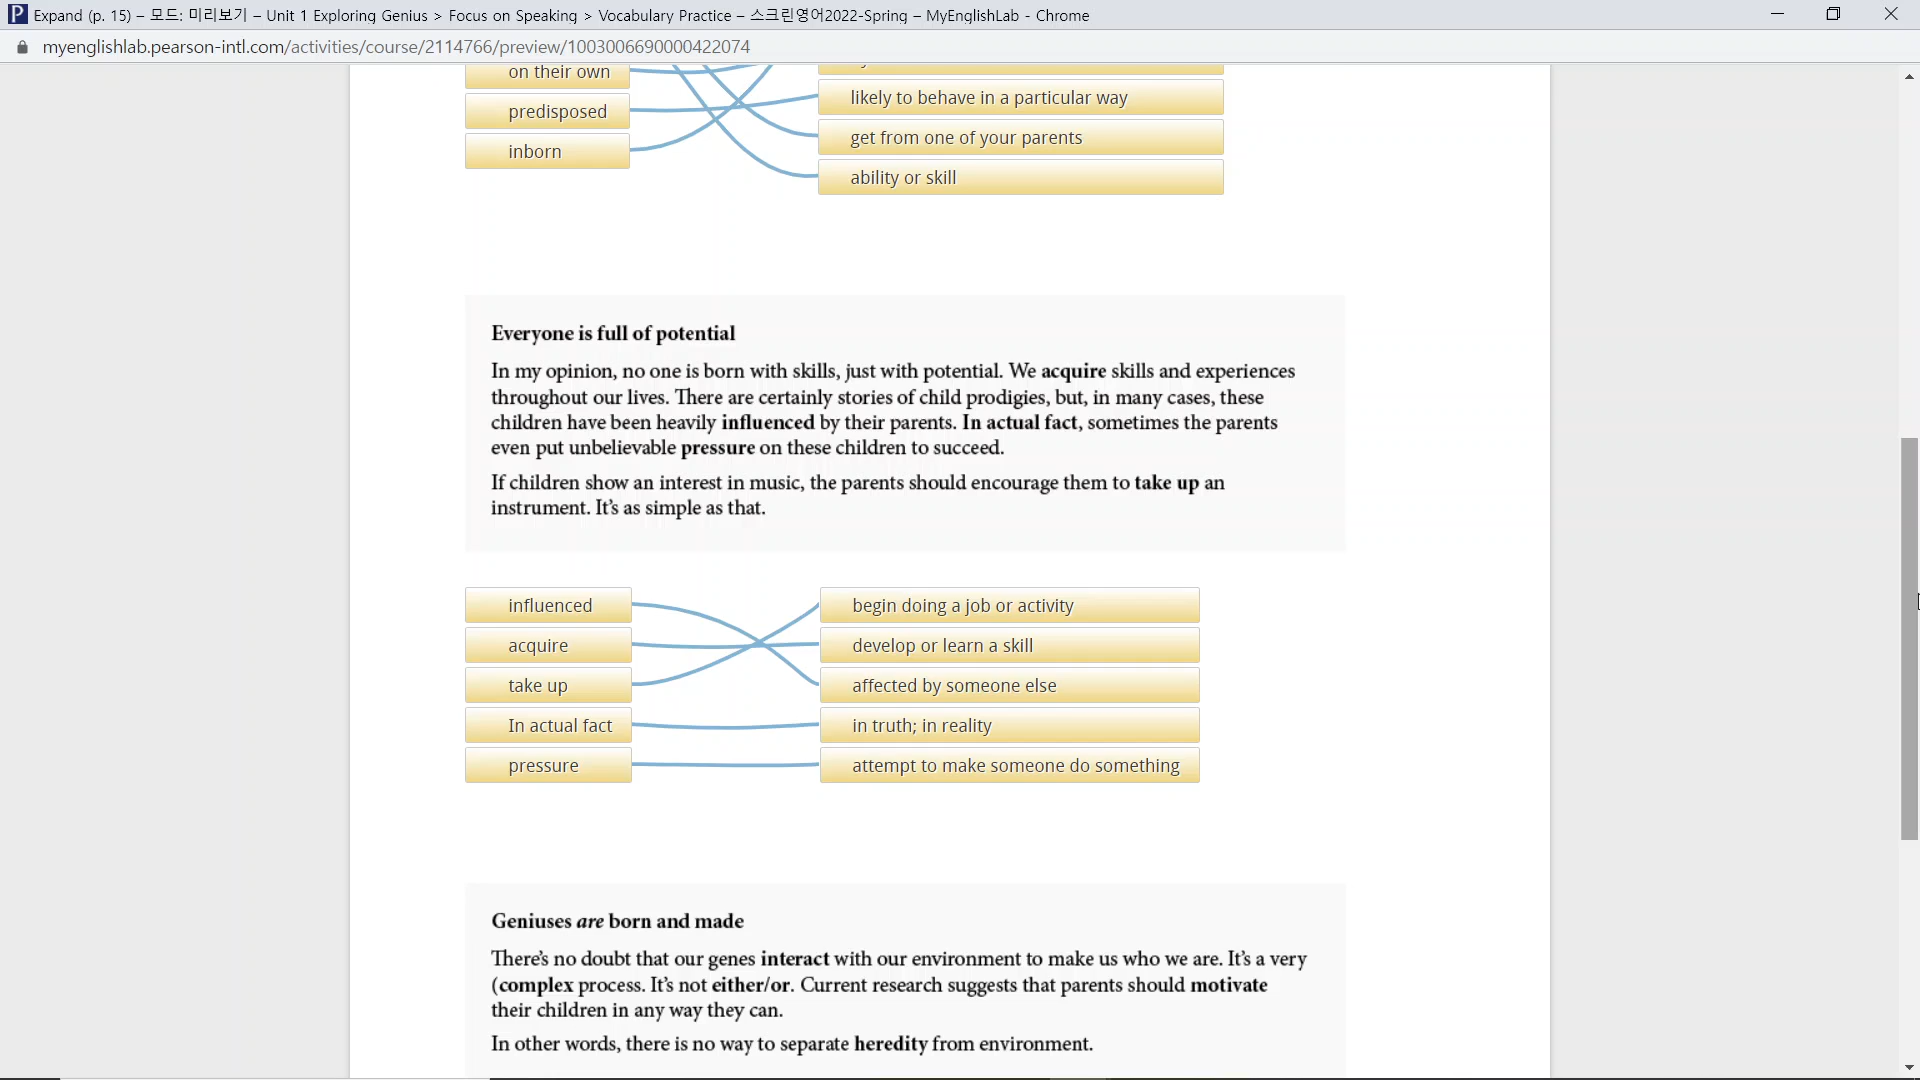 Expand (p. 15) – 모드: 미리보기 – Unit 1 Exploring Genius > Focus on Speaking > Vocabulary Practice – 스크린영어2022-Spring – MyEnglishLab - Chrome
myenglishlab.pearson-intl.com/activities/course/2114766/preview/1003006690000422074
on their own
predisposed
inborn
likely to behave in a particular way
get from one of your parents
ability or skill
Everyone is full of potential
In my opinion, no one is born with skills, just with potential. We acquire skills and experiences
throughout our lives. There are certainly stories of child prodigies, but, in many cases, these
children have been heavily influenced by their parents. In actual fact, sometimes the parents
even put unbelievable pressure on these children to succeed.
If children show an interest in music, the parents should encourage them to take up an
instrument. It's as simple as that.
influenced
acquire
take up
In actual fact
pressure
begin doing a job or activity
develop or learn a skill
affected by someone else
in truth; in reality
attempt to make someone do something
Geniuses are born and made
There's no doubt that our genes interact with our environment to make us who we are. It's a very
(complex process. It's not either/or. Current research suggests that parents should motivate
their children in any way they can.
In other words, there is no way to separate heredity from environment.